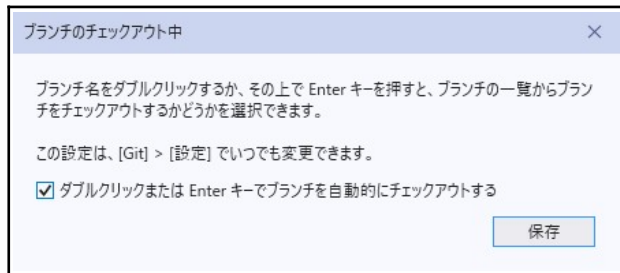 ブランチのチェックアウト中
ブランチ名をダブルクリックするか、その上で Enter キーを押すと、ブランチの一覧からブラン
チをチェックアウトするかどうかを選択できます。
この設定は、[Git] > [設定] でいつでも変更できます。
ダブルクリックまたは Enter キーでブランチを自動的にチェックアウトする
保存